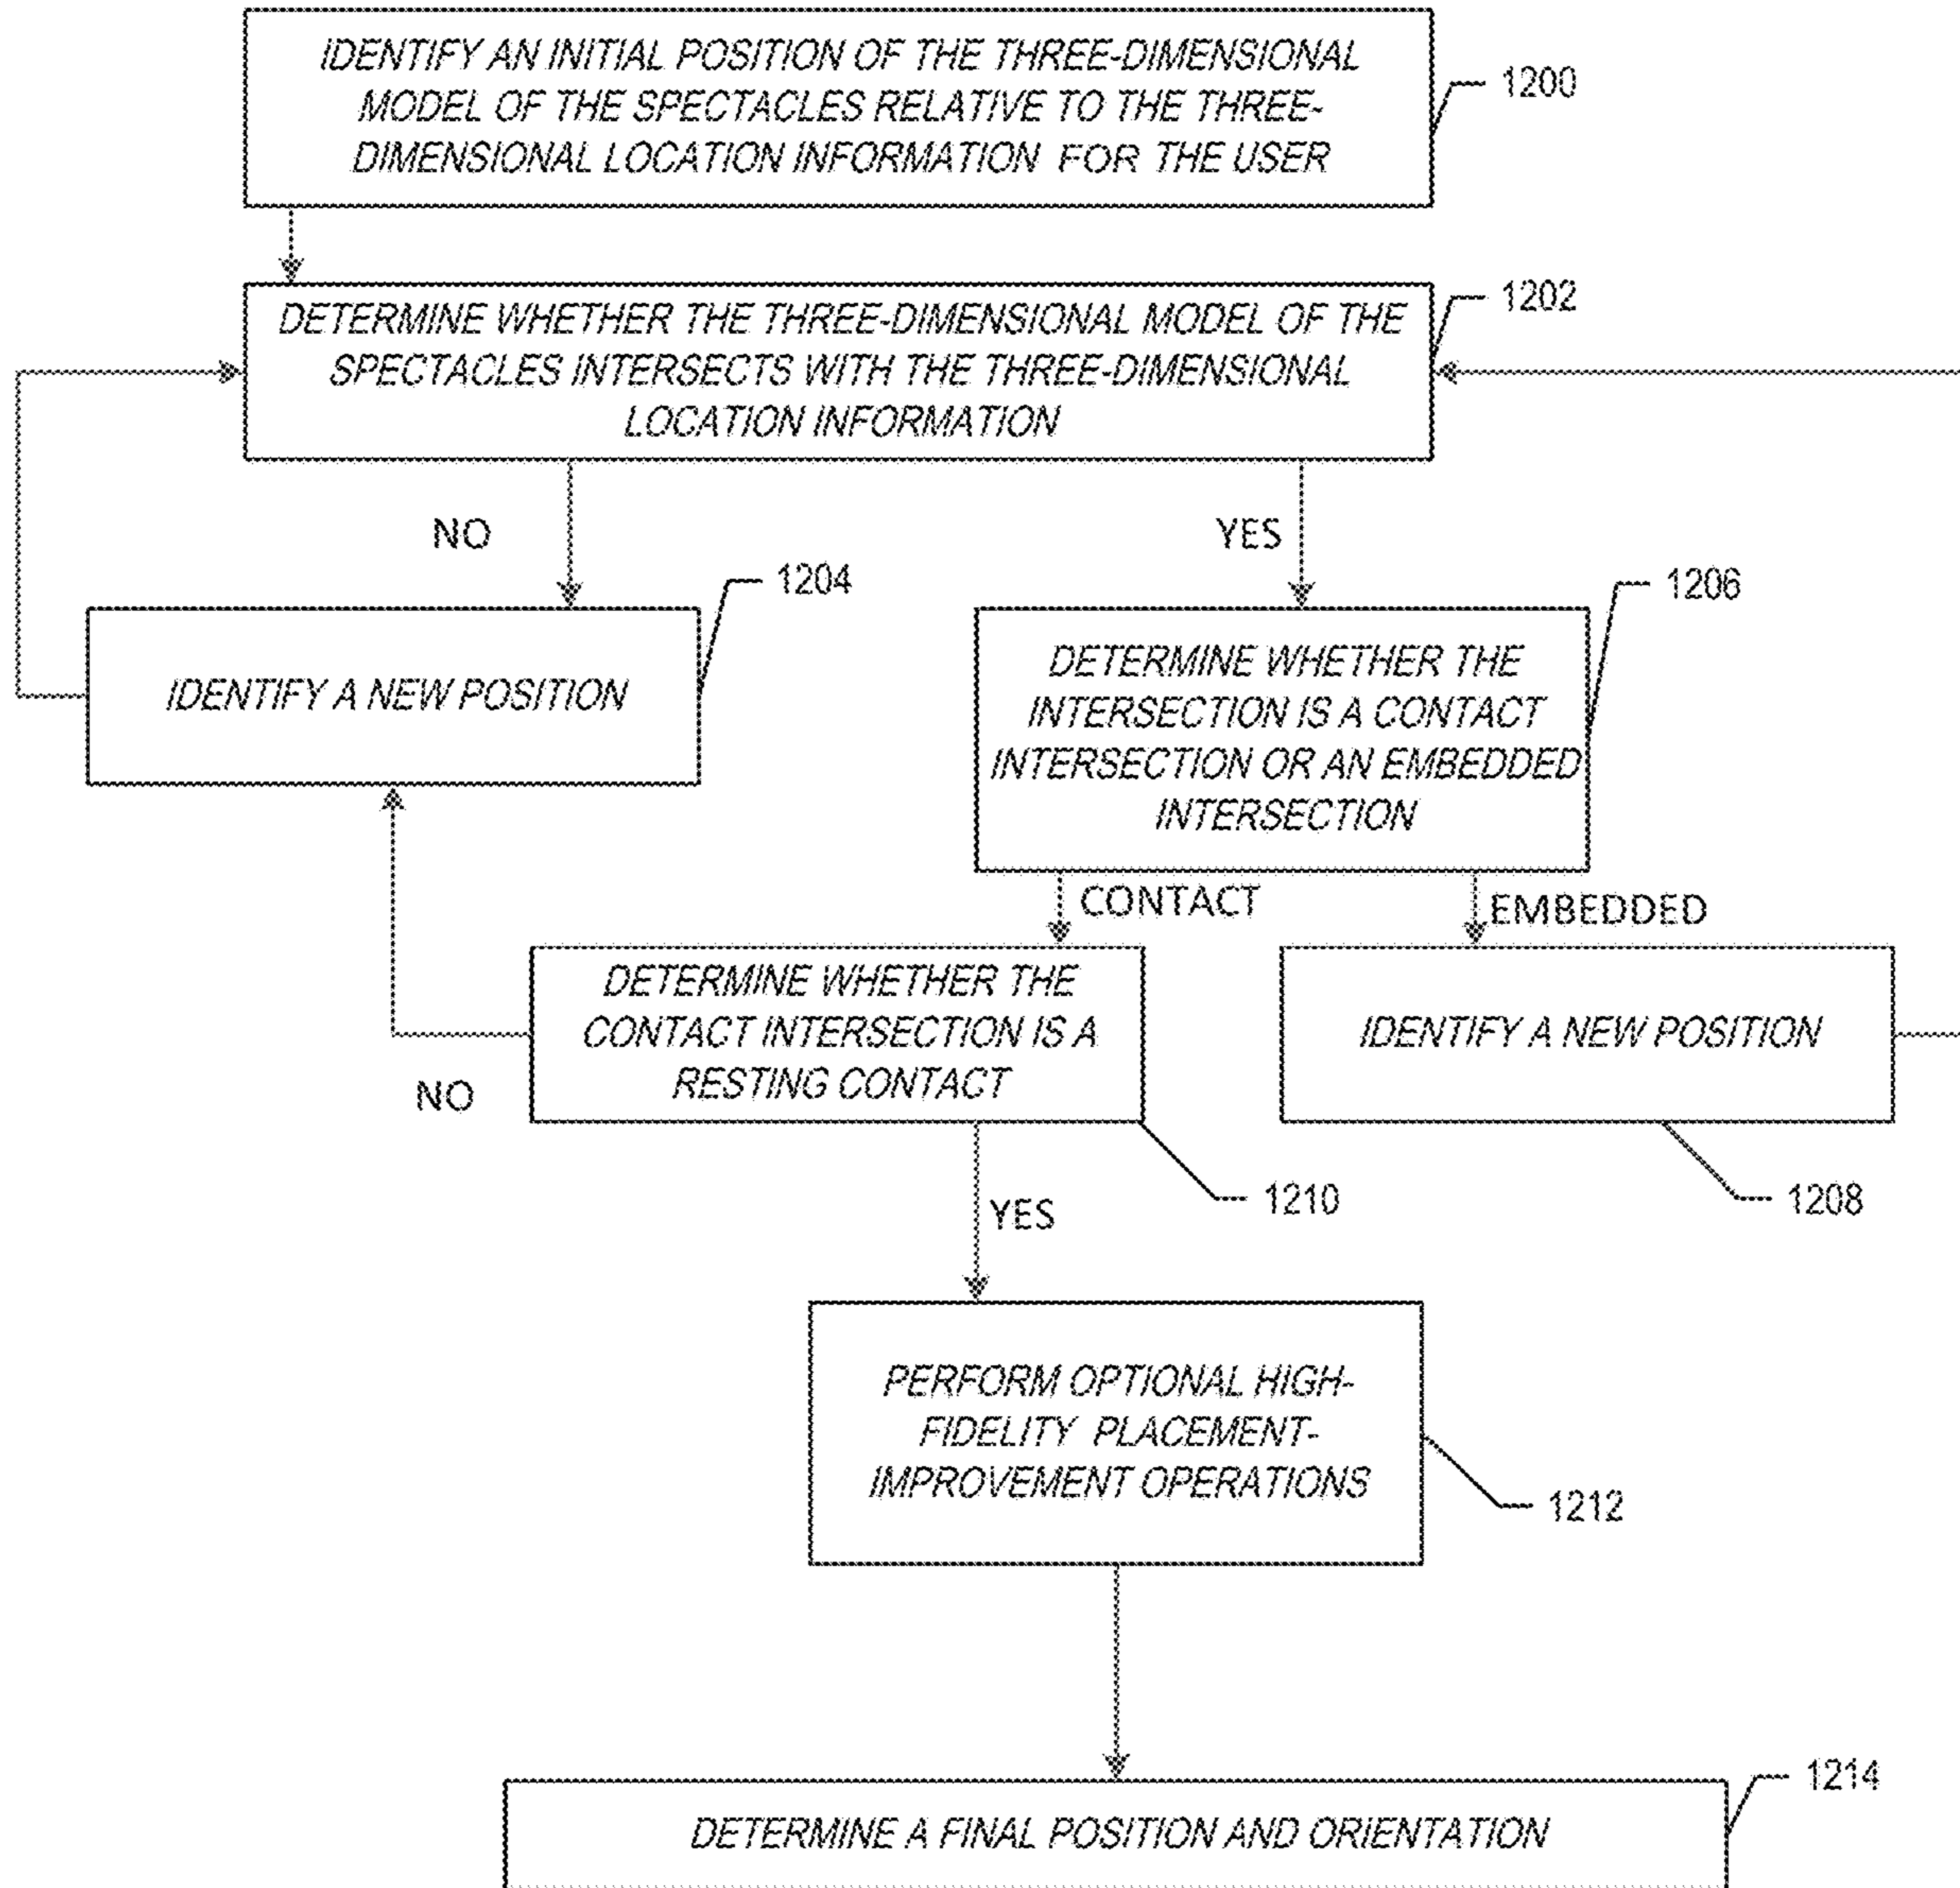 IDENTIFY AN INITIAL POSITION OF THE THREE-DIMENSIONAL
MODEL OF THE SPECTACLES RELATIVE TO THE THREE-
DIMENSIONAL LOCATION INFORMATION FOR THE USER
1200
DETERMINE WHETHER THE THREE-DIMENSIONAL MODEL OF THE
SPECTACLES INTERSECTS WITH THE THREE-DIMENSIONAL
LOCATION INFORMATION
1202
NO
YES
1204
1206
IDENTIFY A NEW POSITION
DETERMINE WHETHER THE
INTERSECTION IS A CONTACT
INTERSECTION OR AN EMBEDDED
INTERSECTION
CONTACT
EMBEDDED
DETERMINE WHETHER THE
CONTACT INTERSECTION IS A
RESTING CONTACT
IDENTIFY A NEW POSITION
NO
1210
1208
YES
PERFORM OPTIONAL HIGH-
FIDELITY PLACEMENT-
IMPROVEMENT OPERATIONS
1212
1214
DETERMINE A FINAL POSITION AND ORIENTATION